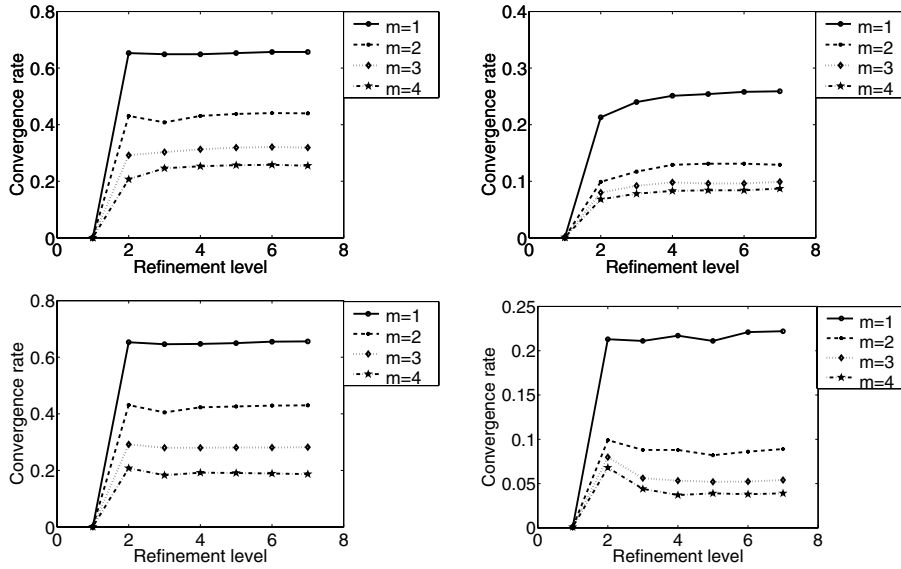 Convergence rate
0.8
0.6
0.4
0.2
0
0
2
4
6
8
Refinement level
m=1
m=2
m=3
m=4
Convergence rate
0.4
0.3
0.2
0.1
0
0
2
4
6
8
Refinement level
m=1
m=2
m=3
m=4
Convergence rate
0.8
0.6
0.4
0.2
0
0
2
4
6
8
Refinement level
m=1
m=2
m=3
m=4
Convergence rate
0.25
0.2
0.15
0.1
0.05
0
0
2
4
6
8
Refinement level
m=1
m=2
m=3
m=4